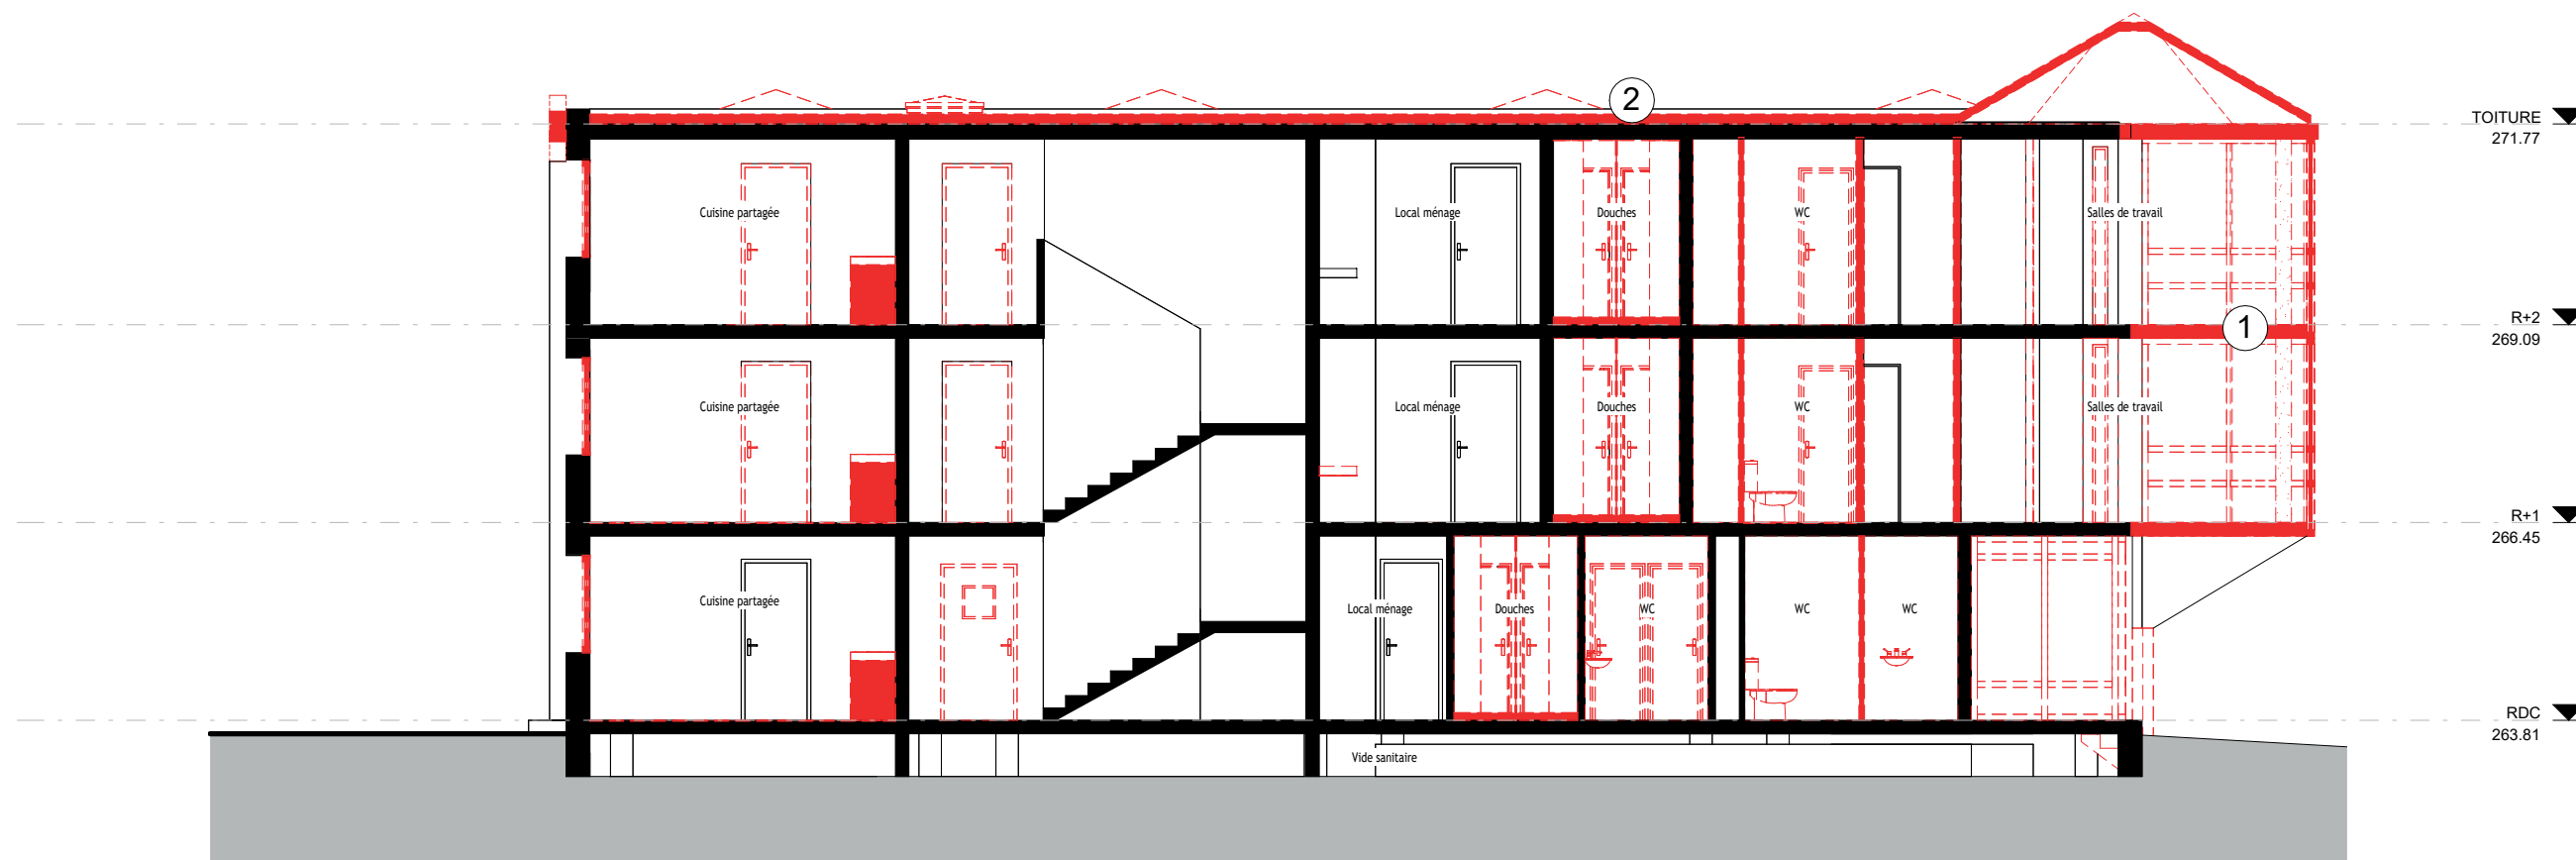 2
TOITURE
271.77
Cuisine partagée
Local ménage
Douches
WC
Salles de travail
R+2
269.09
1
Cuisine partagée
Local ménage
Douches
WC
Salles de travail
R+1
266.45
Cuisine partagée
Local ménage
Douches
WC
WC
WC
RDC
263.81
Vide sanitaire